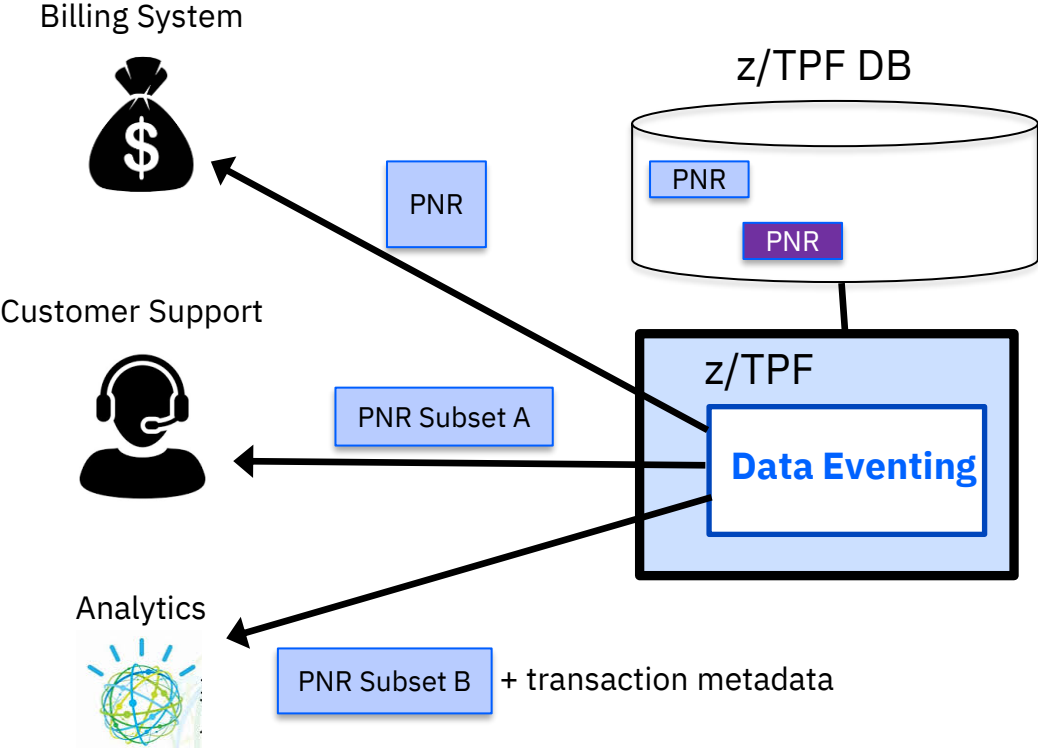 Billing System
$
z/TPF DB
PNR
PNR
PNR
Customer Support
z/TPF
PNR Subset A
Data Eventing
Analytics
PNR Subset B + transaction metadata